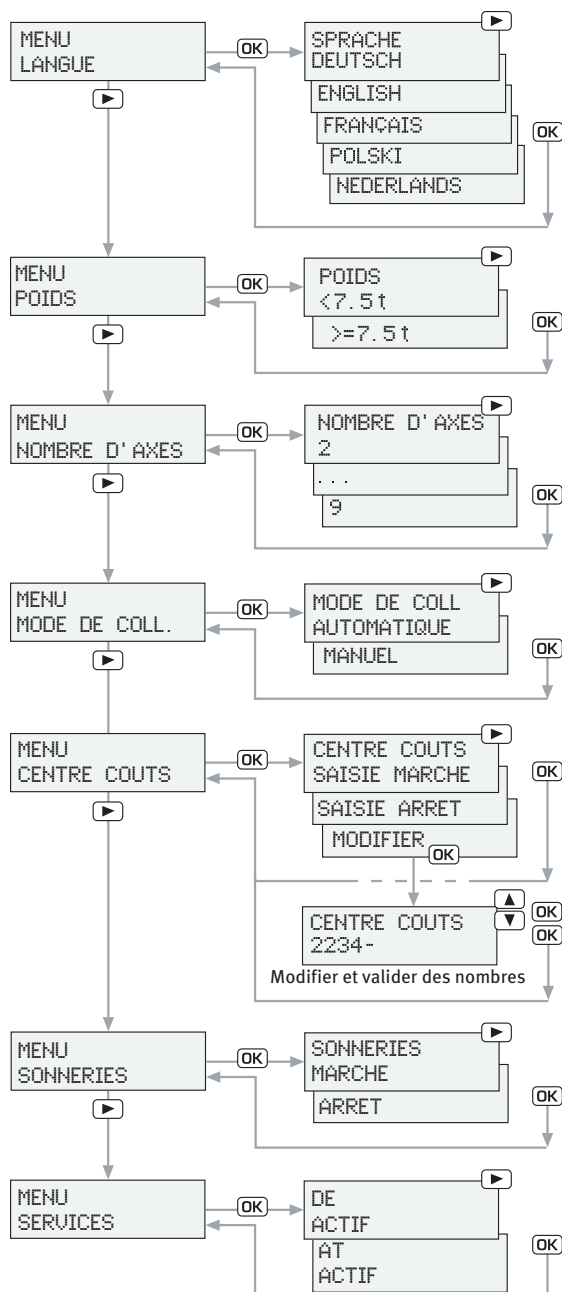 MENU
LANGUE
OK
SPRACHE
DEUTSCH
ENGLISH
FRANÇAIS
POLSKI
NEDERLANDS
OK
MENU
POIDS
OK
POIDS
<7.5t
>=7.5t
OK
MENU
NOMBRE D'AXES
OK
NOMBRE D'AXES
2
...
9
OK
MENU
MODE DE COLL.
OK
MODE DE COLL
AUTOMATIQUE
MANUEL
OK
MENU
CENTRE COUTS
OK
CENTRE COUTS
SAISIE MARCHE
SAISIE ARRET
MODIFIER
OK
OK
CENTRE COUTS
2234-
OK
OK
Modifier et valider des nombres
MENU
SONNERIES
OK
SONNERIES
MARCHE
ARRET
OK
MENU
SERVICES
OK
DE
ACTIF
AT
ACTIF
OK